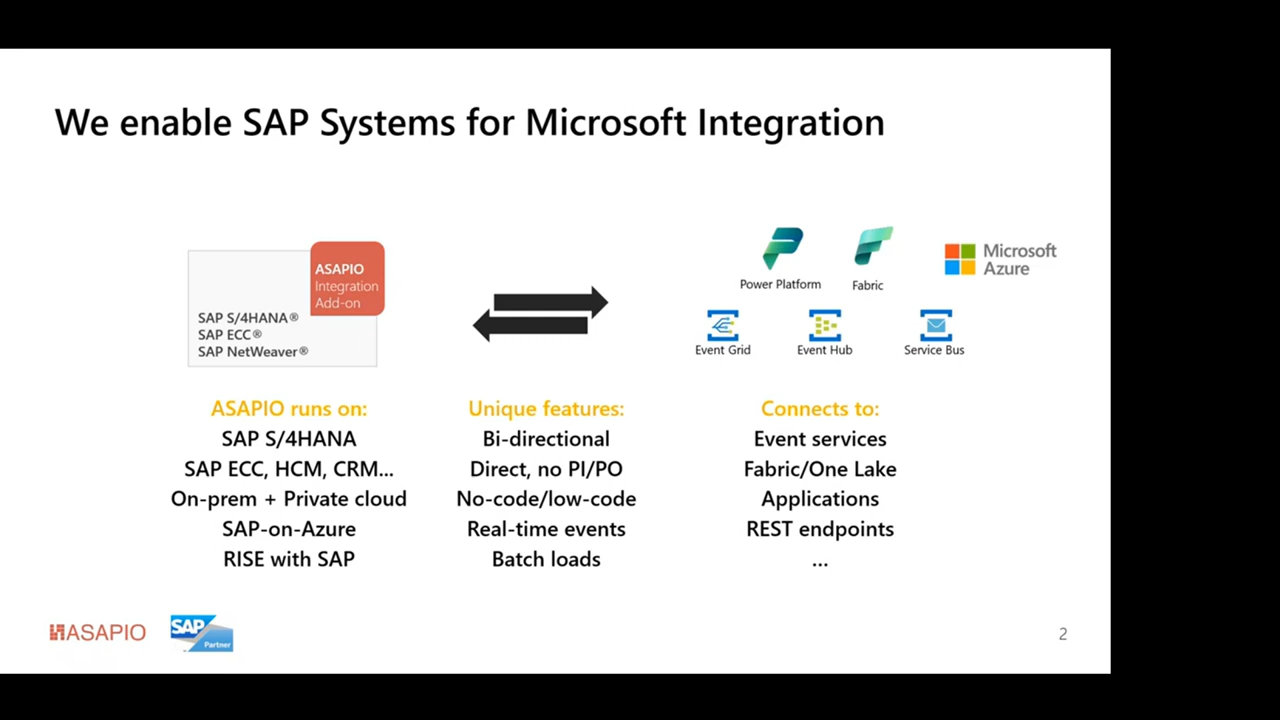 We enable SAP Systems for Microsoft Integration
ASAPIO
Integration
Add-on
SAP S/4HANA®
SAP ECC®
SAP NetWeaver®
Power Platform
Fabric
Microsoft
Azure
Event Grid
Event Hub
Service Bus
ASAPIO runs on:
SAP S/4HANA
SAP ECC, HCM, CRM...
On-prem + Private cloud
SAP-on-Azure
RISE with SAP
Unique features:
Bi-directional
Direct, no PI/PO
No-code/low-code
Real-time events
Batch loads
Connects to:
Event services
Fabric/One Lake
Applications
REST endpoints
...
ASAPIO
SAP
Partner
2